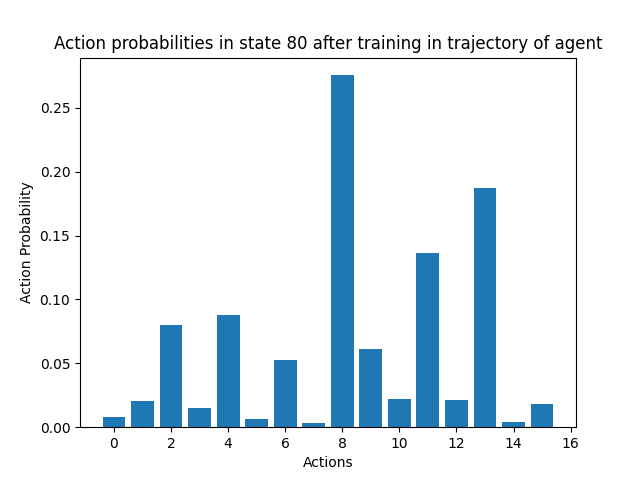 Action probabilities in state 80 after training in trajectory of agent
0.25
0.20
0.15
0.10
0.05
0.00
Action Probability
0 2 4 6 8 10 12 14 16
Actions